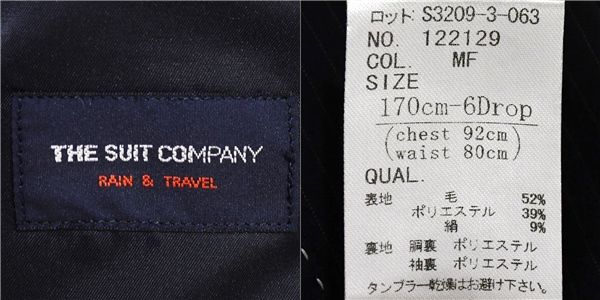 THE SUIT COMPANY
RAIN & TRAVEL
ロット: S3209-3-063
NO. 122129
COL. MF
SIZE
170cm-6Drop
(chest 92cm
waist 80cm)
QUAL.
表地 毛 52%
ポリエステル 39%
絹 9%
裏地 胴裏 ポリエステル
袖裏 ポリエステル
タンブラー乾燥はお避け下さい。